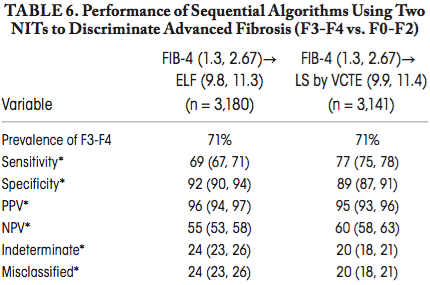 TABLE 6. Performance of Sequential Algorithms Using Two
NITs to Discriminate Advanced Fibrosis (F3-F4 vs. F0-F2)
FIB-4 (1.3, 2.67)→ FIB-4 (1.3, 2.67)→
ELF (9.8, 11.3) LS by VCTE (9.9, 11.4)
Variable (n = 3,180) (n = 3,141)
Prevalence of F3-F4 71% 71%
Sensitivity* 69 (67, 71) 77 (75, 78)
Specificity* 92 (90, 94) 89 (87, 91)
PPV* 96 (94, 97) 95 (93, 96)
NPV* 55 (53, 58) 60 (58, 63)
Indeterminate* 24 (23, 26) 20 (18, 21)
Misclassified* 24 (23, 26) 20 (18, 21)